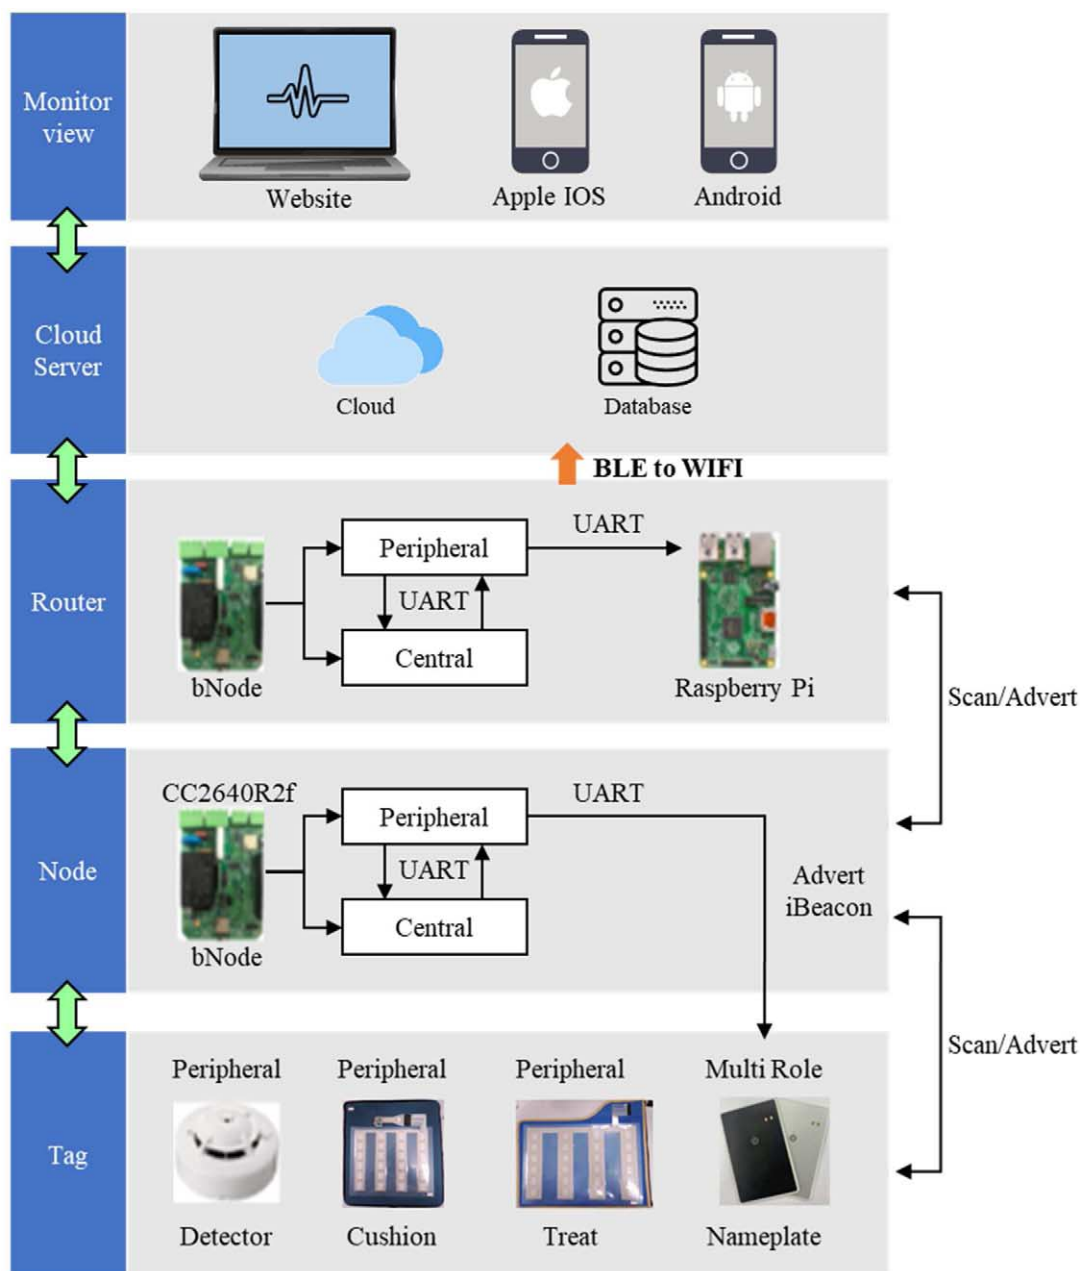 Monitor
view
Website
Apple IOS
Android
Cloud
Server
Cloud
Database
BLE to WIFI
Router
bNode
Peripheral
UART
Central
UART
Raspberry Pi
Scan/Advert
Node
CC2640R2f
bNode
Peripheral
UART
Central
UART
Advert
iBeacon
Scan/Advert
Tag
Peripheral
Peripheral
Peripheral
Multi Role
Detector
Cushion
Treat
Nameplate